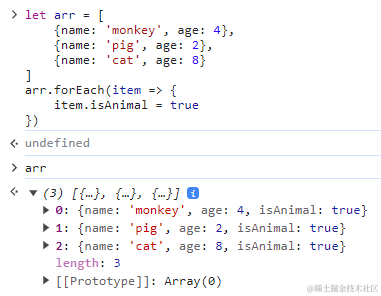 let arr = [
{name: 'monkey', age: 4},
{name: 'pig', age: 2},
{name: 'cat', age: 8}
]
arr.forEach(item => {
item.isAnimal = true
})
undefined
arr
(3) [{…}, {…}, {…}] i
0: {name: 'monkey', age: 4, isAnimal: true}
1: {name: 'pig', age: 2, isAnimal: true}
2: {name: 'cat', age: 8, isAnimal: true}
length: 3
[[Prototype]]: Array(0)
@稀土掘金技术社区